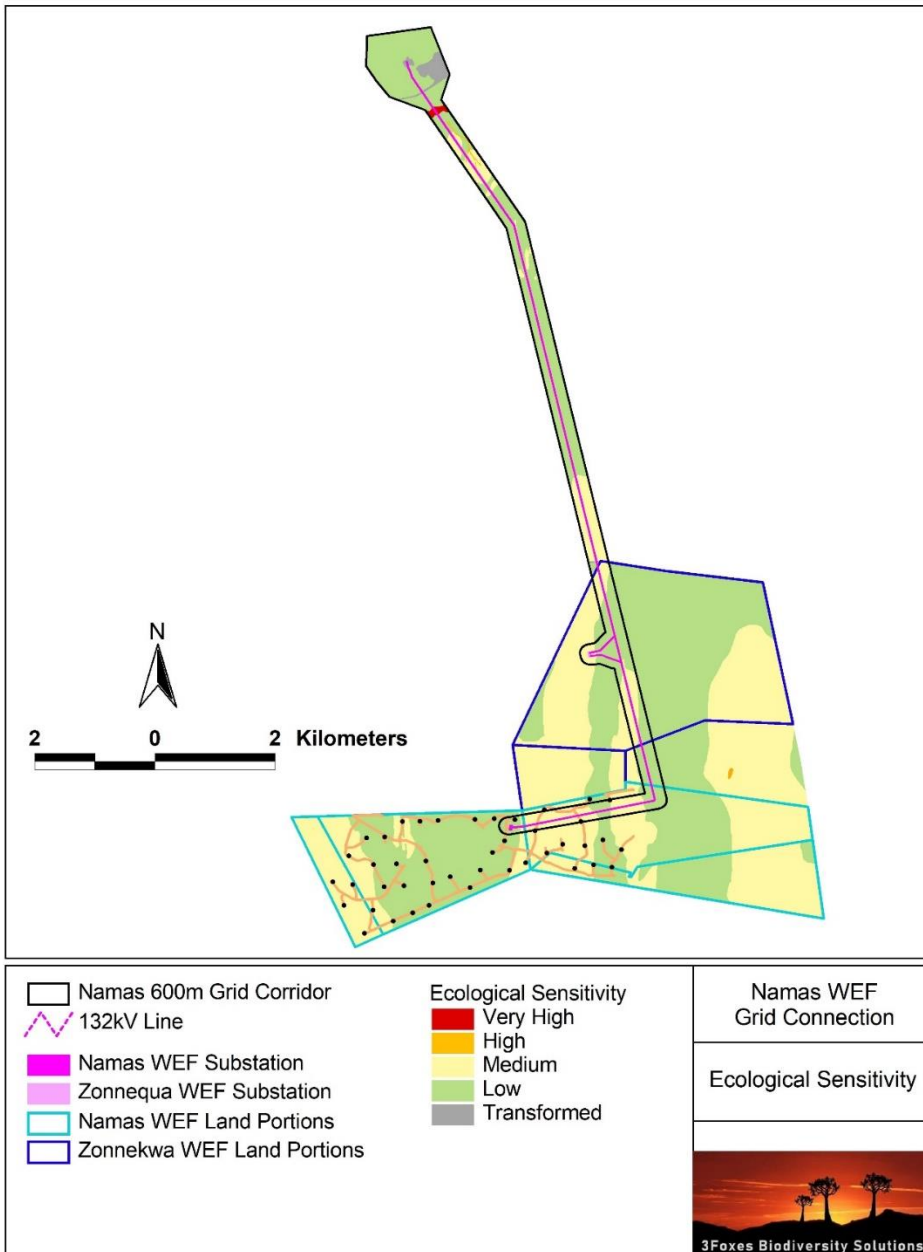 N
2 0 2 Kilometers
Namas 600m Grid Corridor
132kV Line
Namas WEF Substation
Zonnequa WEF Substation
Namas WEF Land Portions
Zonnekwa WEF Land Portions
Ecological Sensitivity
Very High
High
Medium
Low
Transformed
Namas WEF
Grid Connection
Ecological Sensitivity
3Foxes Biodiversity Solutions